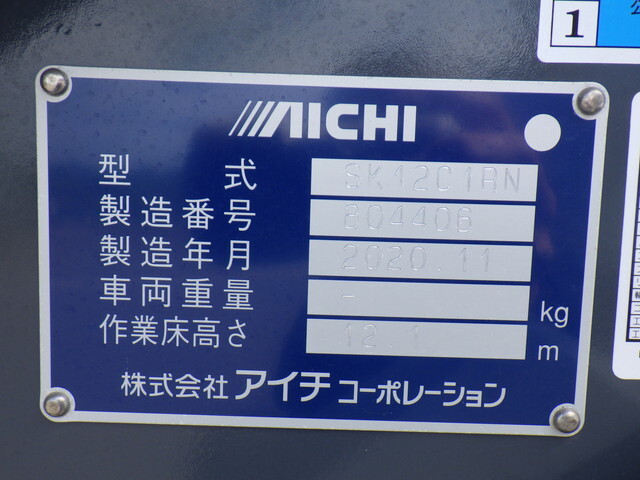 1
AICHI
型式 SK12C1RN
製造番号 804406
製造年月 2020.11
車両重量 - kg
作業床高さ 12.1 m
株式会社アイチコーポレーション